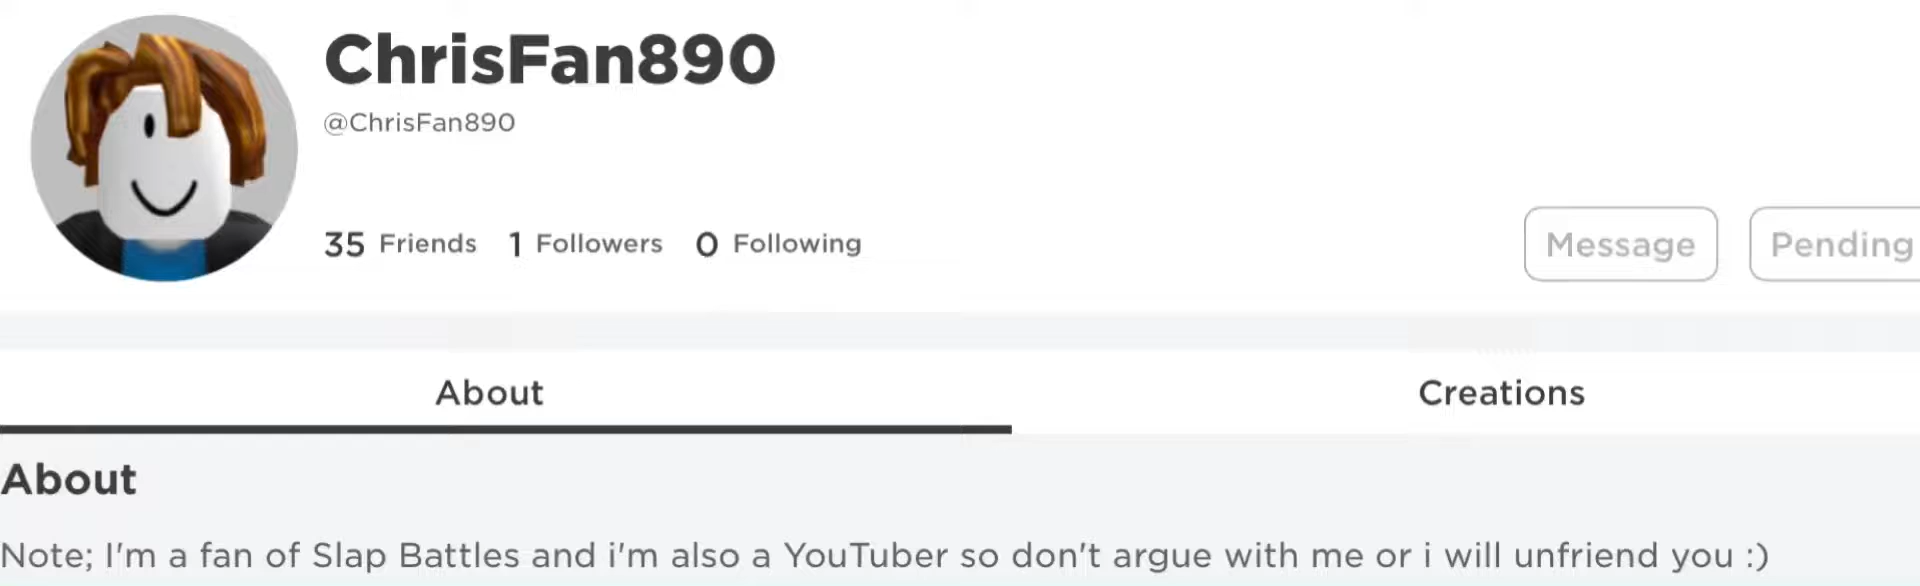 ChrisFan890
@ChrisFan890
35 Friends 1 Followers 0 Following
Message Pending
About Creations
About
Note; I'm a fan of Slap Battles and i'm also a YouTuber so don't argue with me or i will unfriend you :)